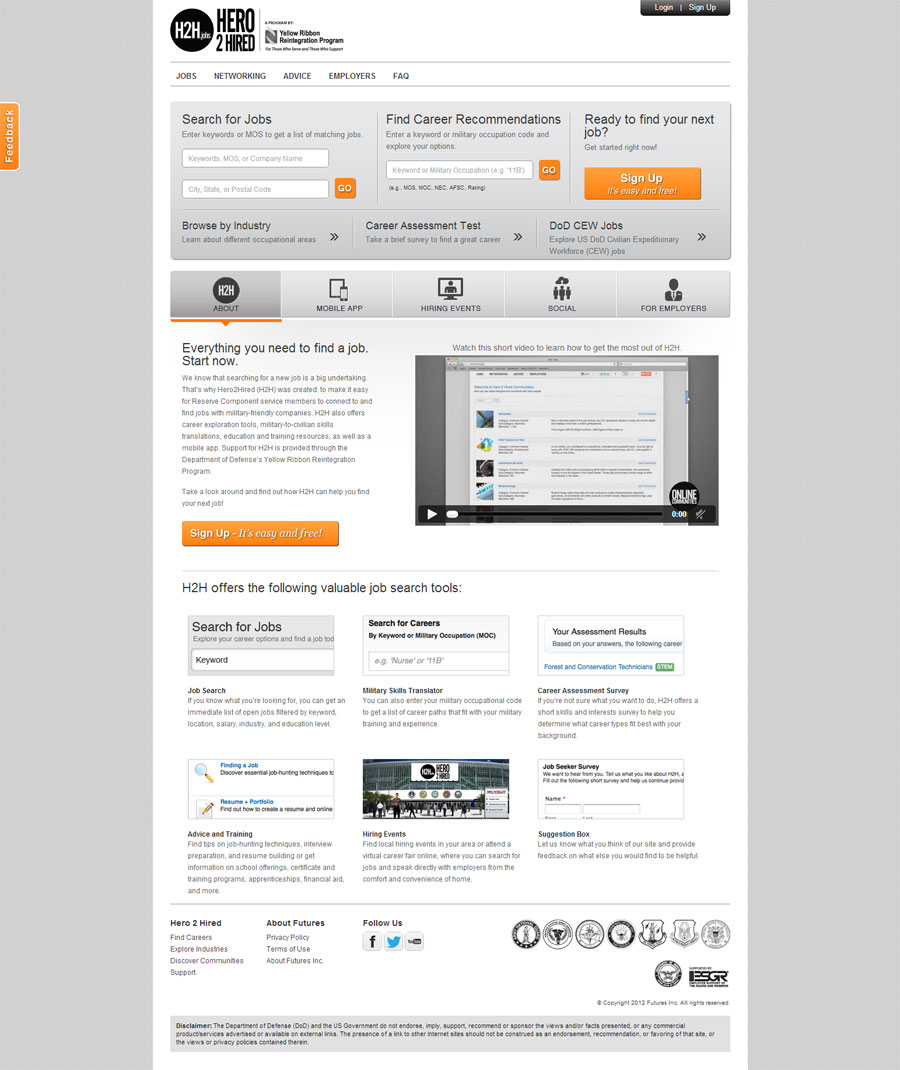 Login | Sign Up
H2H jobs HERO 2 HIRED
A PROGRAM BY:
Yellow Ribbon
Reintegration Program
For Those Who Serve and Those Who Support
JOBS NETWORKING ADVICE EMPLOYERS FAQ
Feedback
Search for Jobs
Enter keywords or MOS to get a list of matching jobs.
Keywords, MOS, or Company Name
City, State, or Postal Code GO
Find Career Recommendations
Enter a keyword or military occupation code and
explore your options.
Keyword or Military Occupation (e.g. '11B') GO
(e.g., MOS, MOC, NEC, AFSC, Rating)
Ready to find your next
job?
Get started right now!
Sign Up
It's easy and free!
Browse by Industry
Learn about different occupational areas
Career Assessment Test
Take a brief survey to find a great career
DoD CEW Jobs
Explore US DoD Civilian Expeditionary
Workforce (CEW) jobs
H2H
ABOUT MOBILE APP HIRING EVENTS SOCIAL FOR EMPLOYERS
Everything you need to find a job.
Start now.
We know that searching for a new job is a big undertaking.
That's why Hero2Hired (H2H) was created: to make it easy
for Reserve Component service members to connect to and
find jobs with military-friendly companies. H2H also offers
career exploration tools, military-to-civilian skills
translations, education and training resources, as well as a
mobile app. Support for H2H is provided through the
Department of Defense's Yellow Ribbon Reintegration
Program.
Take a look around and find out how H2H can help you find
your next job!
Sign Up - It's easy and free!
Watch this short video to learn how to get the most out of H2H.
ONLINE
COMMUNITIES
0:00
H2H offers the following valuable job search tools:
Search for Jobs
Explore your career options and find a job tod
Keyword
Job Search
If you know what you're looking for, you can get an
immediate list of open jobs filtered by keyword,
location, salary, industry, and education level.
Search for Careers
By Keyword or Military Occupation (MOC)
e.g. 'Nurse' or '11B'
Military Skills Translator
You can also enter your military occupational code
to get a list of career paths that fit with your military
training and experience.
Your Assessment Results
Based on your answers, the following career
Forest and Conservation Technicians STEM
Career Assessment Survey
If you're not sure what you want to do, H2H offers a
short skills and interests survey to help you
determine what career types fit best with your
background.
Finding a Job
Discover essential job-hunting techniques to
Resume + Portfolio
Find out how to create a resume and online
Advice and Training
Find tips on job-hunting techniques, interview
preparation, and resume building or get
information on school offerings, certificate and
training programs, apprenticeships, financial aid,
and more.
H2H HERO 2 HIRED
Hiring Events
Find local hiring events in your area or attend a
virtual career fair online, where you can search for
jobs and speak directly with employers from the
comfort and convenience of home.
Job Seeker Survey
We want to hear from you. Tell us what you like about H2H, a
Fill out the following short survey and help us continue provid
Name *
Suggestion Box
Let us know what you think of our site and provide
feedback on what else you would find to be helpful.
Hero 2 Hired
Find Careers
Explore Industries
Discover Communities
Support
About Futures
Privacy Policy
Terms of Use
About Futures Inc.
Follow Us
You Tube
SUPPORTED BY
ESGR
EMPLOYER SUPPORT OF
THE GUARD AND RESERVE
© Copyright 2012 Futures Inc. All rights reserved.
Disclaimer: The Department of Defense (DoD) and the US Government do not endorse, imply, support, recommend or sponsor the views and/or facts presented, or any commercial
product/services advertised or available on external links. The presence of a link to other Internet sites should not be construed as an endorsement, recommendation, or favoring of that site, or
the views or privacy policies contained therein.